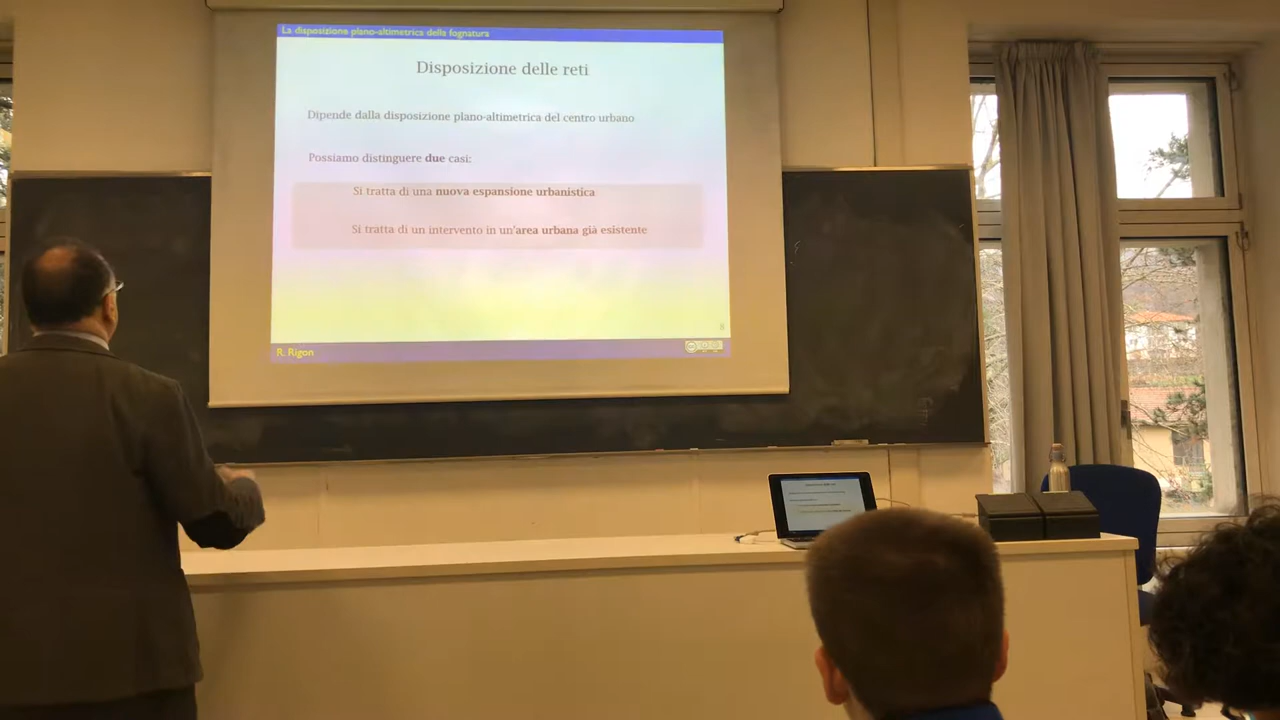 La disposizione plano-altimetrica della fognatura
Disposizione delle reti
Dipende dalla disposizione plano-altimetrica del centro urbano
Possiamo distinguere due casi:
Si tratta di una nuova espansione urbanistica
Si tratta di un intervento in un'area urbana già esistente
8
R. Rigon